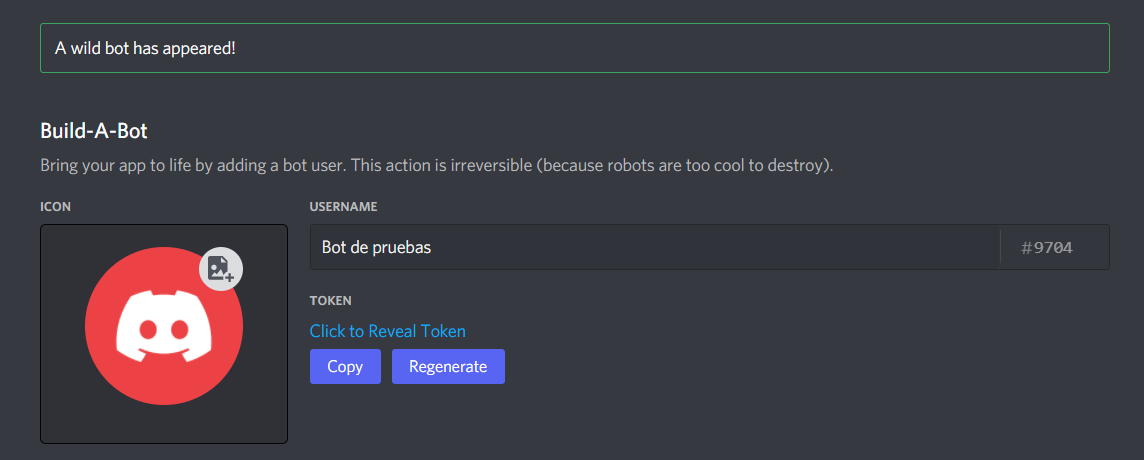 A wild bot has appeared!
Build-A-Bot
Bring your app to life by adding a bot user. This action is irreversible (because robots are too cool to destroy).
ICON
USERNAME
Bot de pruebas
#9704
TOKEN
Click to Reveal Token
Copy
Regenerate